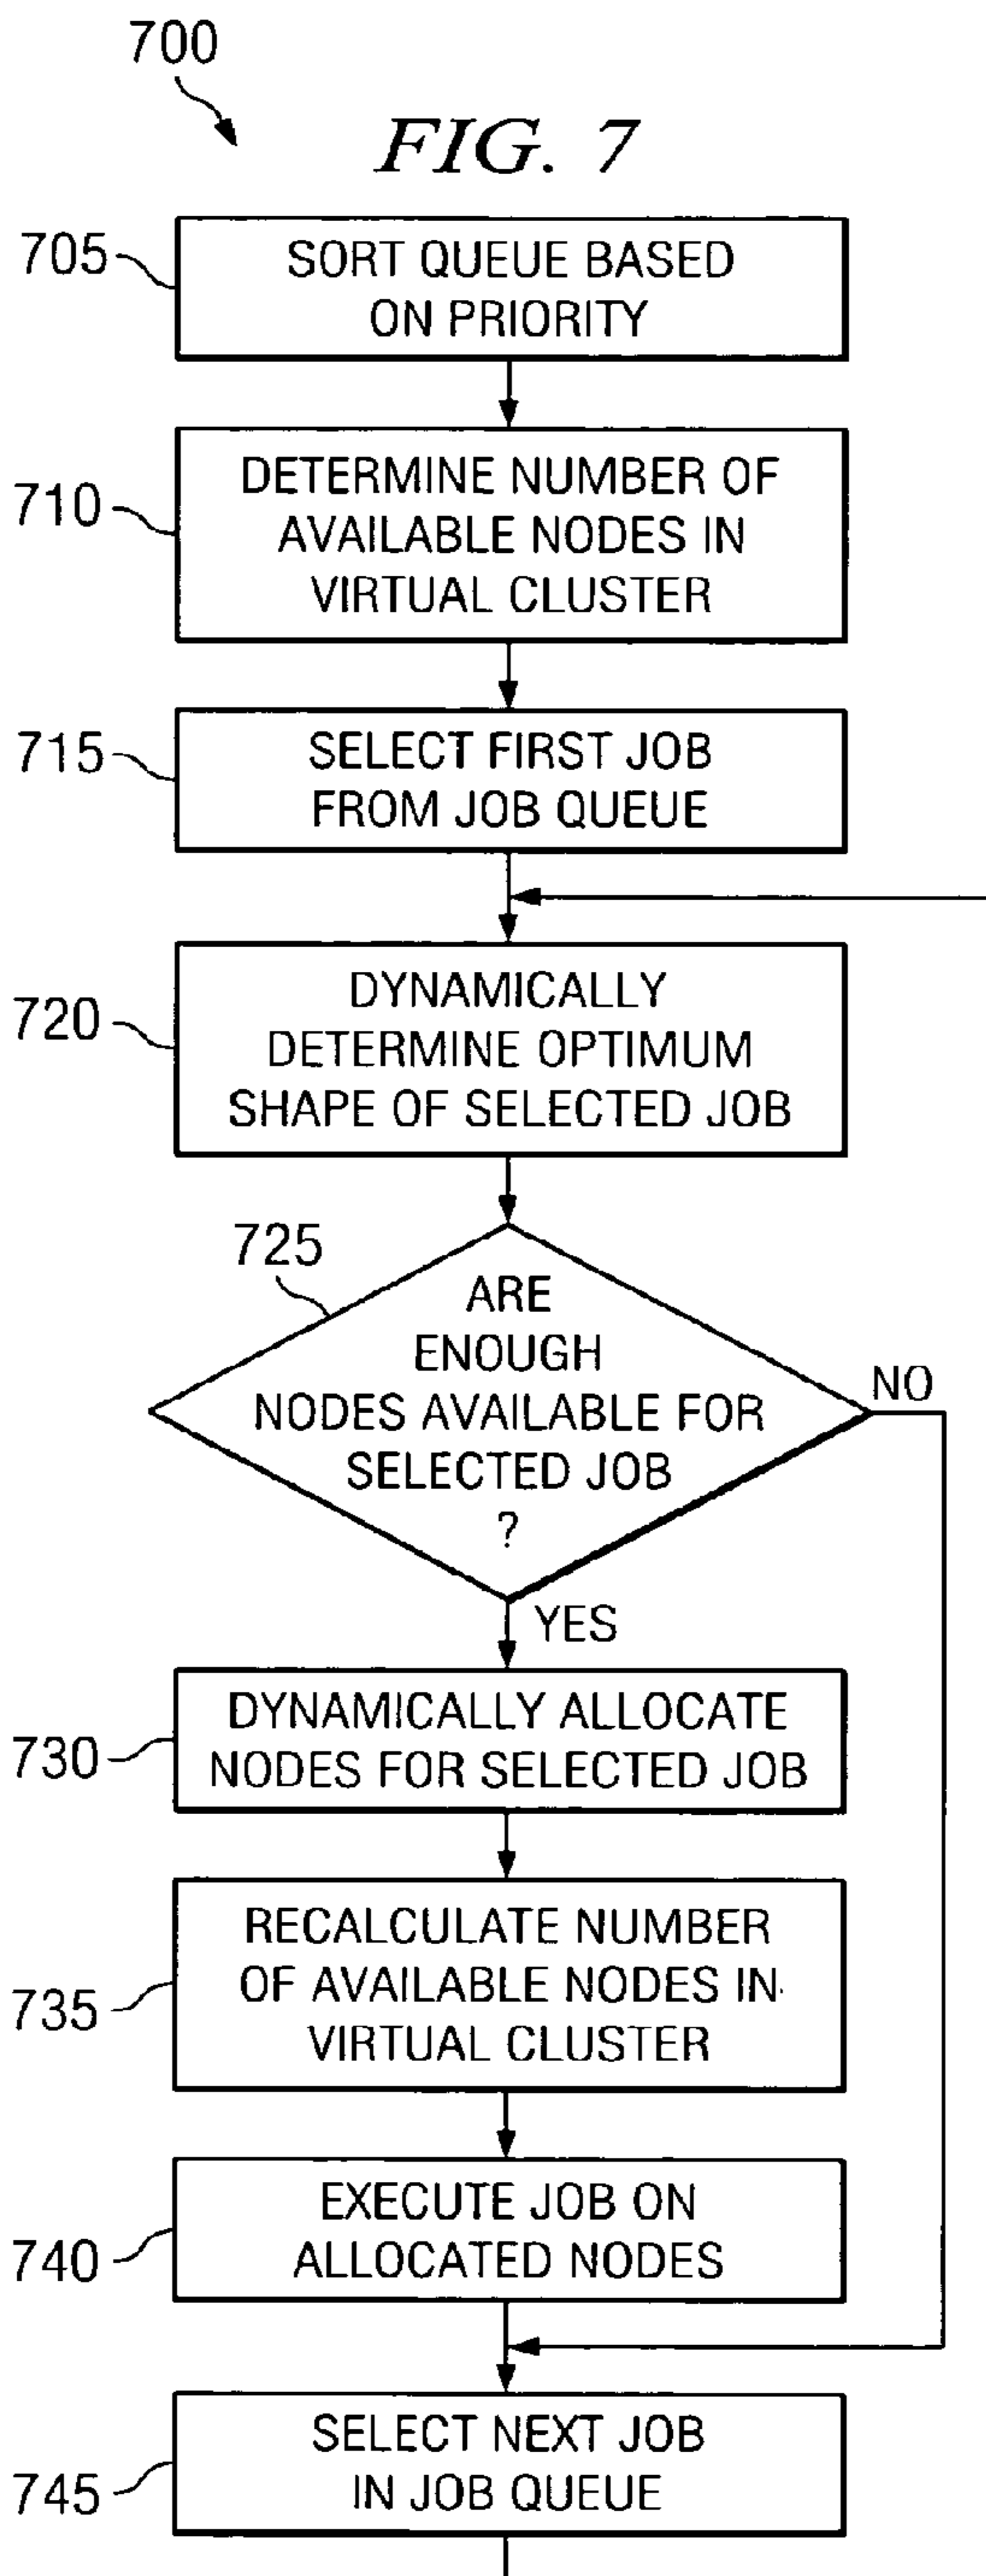 700
FIG. 7
705
SORT QUEUE BASED
ON PRIORITY
710
DETERMINE NUMBER OF
AVAILABLE NODES IN
VIRTUAL CLUSTER
715
SELECT FIRST JOB
FROM JOB QUEUE
720
DYNAMICALLY
DETERMINE OPTIMUM
SHAPE OF SELECTED JOB
725
ARE
ENOUGH
NODES AVAILABLE FOR
SELECTED JOB
?
NO
YES
730
DYNAMICALLY ALLOCATE
NODES FOR SELECTED JOB
735
RECALCULATE NUMBER
OF AVAILABLE NODES IN
VIRTUAL CLUSTER
740
EXECUTE JOB ON
ALLOCATED NODES
745
SELECT NEXT JOB
IN JOB QUEUE